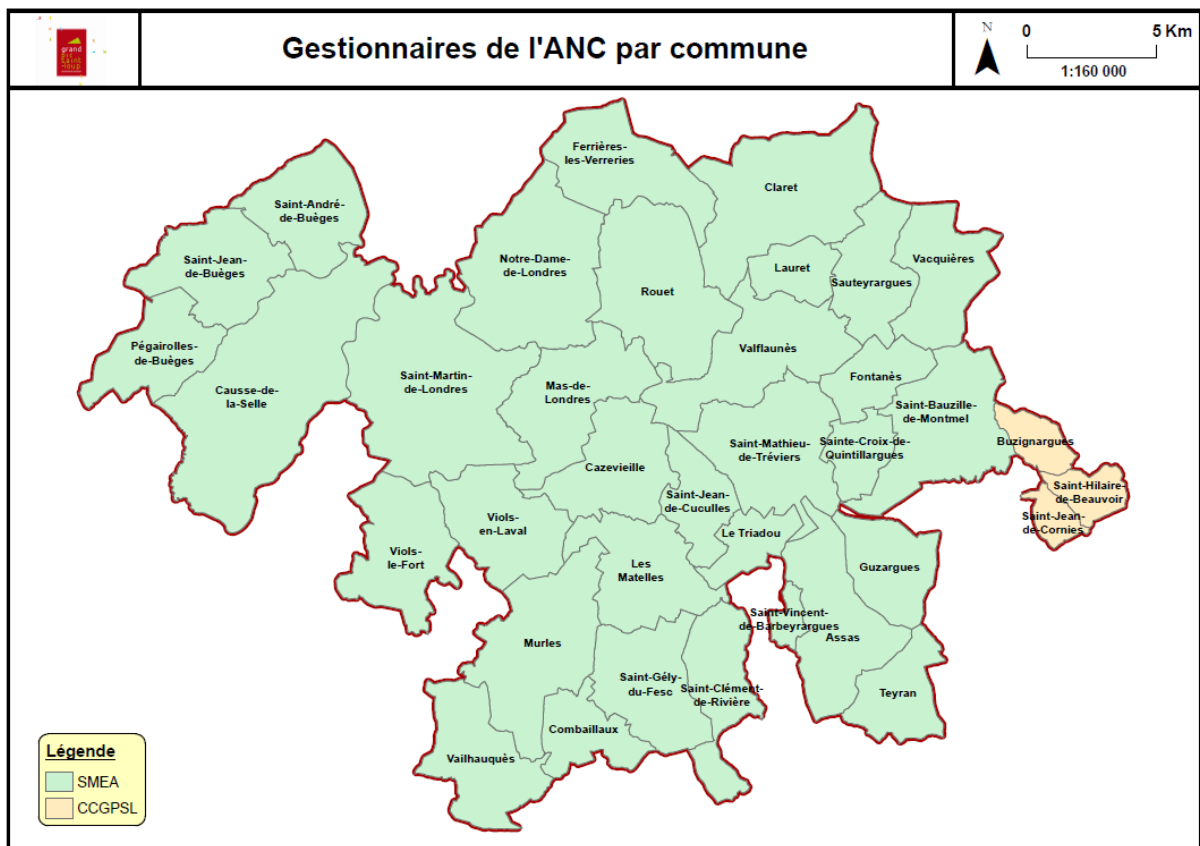 grand
pic
saint
loup
Gestionnaires de l'ANC par commune
N
0 5 Km
1:160 000
Ferrières-
les-Verreries
Claret
Saint-André-
de-Buèges
Saint-Jean-
de-Buèges
Notre-Dame-
de-Londres
Lauret
Vacquières
Sauteyrargues
Rouet
Pégairolles-
de-Buèges
Valflaunès
Causse-de-
la-Selle
Saint-Martin-
de-Londres
Mas-de-
Londres
Fontanès
Saint-Bauzille-
de-Montmel
Buzignargues
Saint-Mathieu-
de-Tréviers
Sainte-Croix-de-
Quintillargues
Cazevieille
Saint-Hilaire-
de-Beauvoir
Saint-Jean-
de-Cuculles
Saint-Jean-
de-Cornies
Viols-
en-Laval
Le Triadou
Viols-
le-Fort
Les
Matelles
Guzargues
Saint-Vincent-
de-Barbeyrargues
Assas
Murles
Saint-Gély-
du-Fesc
Saint-Clément-
de-Rivière
Teyran
Combaillaux
Vailhauquès
Légende
SMEA
CCGPSL